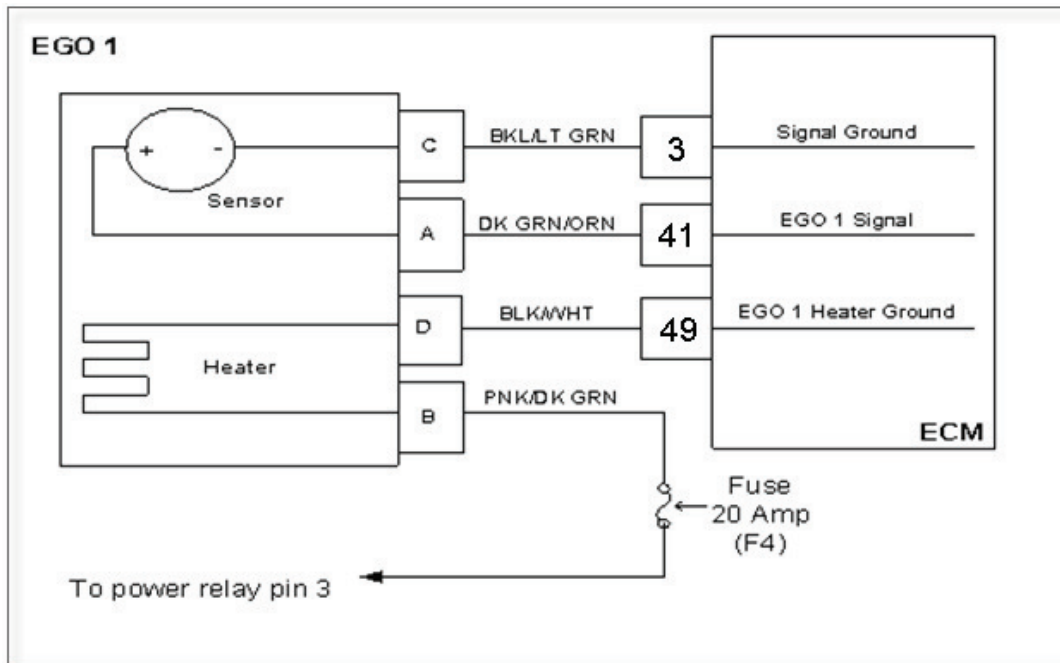 EGO 1
C
BKL/LT GRN
3
Signal Ground
+ -
Sensor
A
DK GRN/ORN
41
EGO 1 Signal
D
BLK/WHT
49
EGO 1 Heater Ground
Heater
B
PNK/DK GRN
ECM
Fuse
20 Amp
(F4)
To power relay pin 3